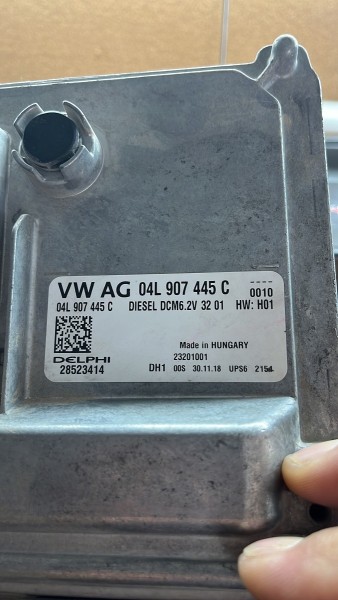 VW AG 04L 907 445 C ----
0010
04L 907 445 C DIESEL DCM6.2V 32 01 HW: H01
Made in HUNGARY
DELPHI 23201001
28523414 DH1 00S 30.11.18 UPS6 2154